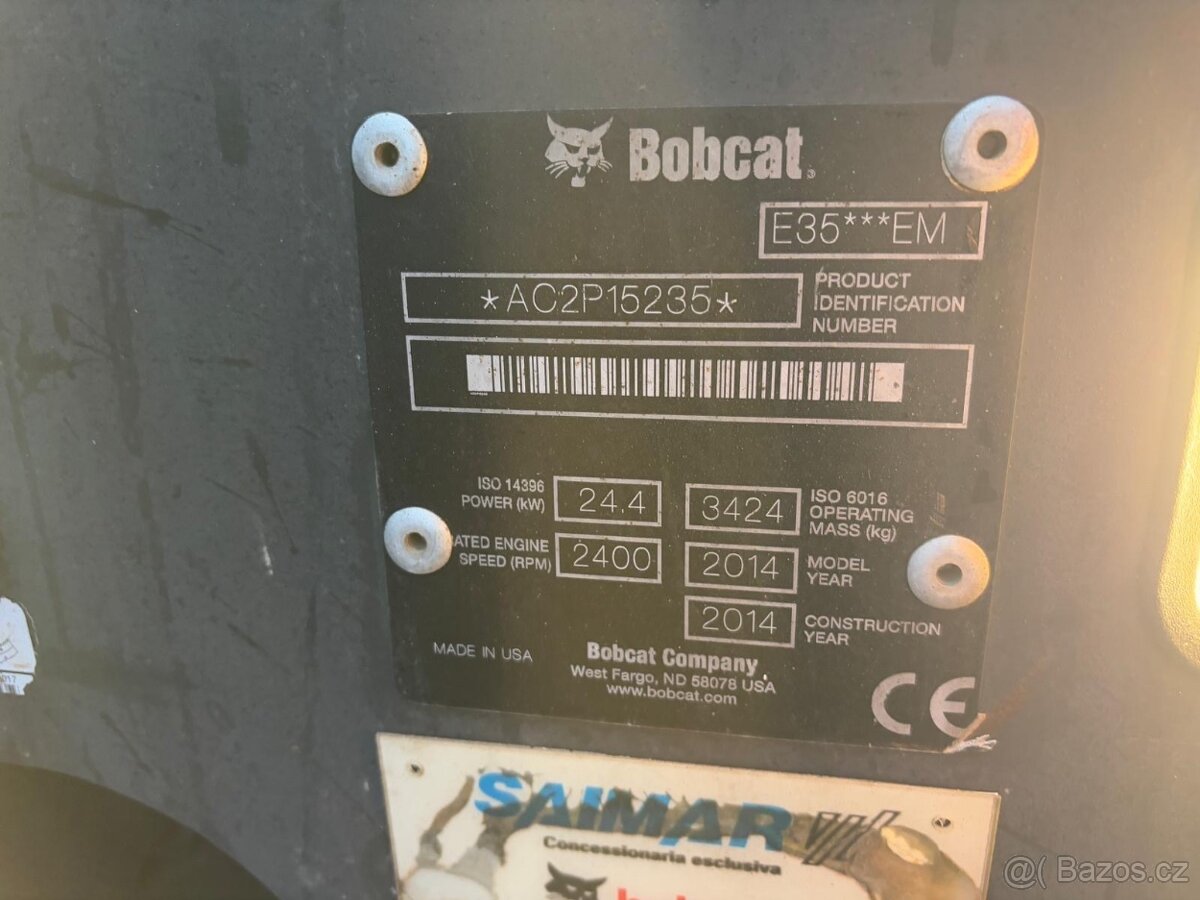 Bobcat
E35***EM
*AC2P15235*
PRODUCT
IDENTIFICATION
NUMBER
ISO 14396
POWER (kW)
24.4
3424
ISO 6016
OPERATING
MASS (kg)
ATED ENGINE
SPEED (RPM)
2400
2014
MODEL
YEAR
2014
CONSTRUCTION
YEAR
MADE IN USA
Bobcat Company
West Fargo, ND 58078 USA
www.bobcat.com
CE
SAIMAR
Concessionaria esclusiva
Bazos.cz